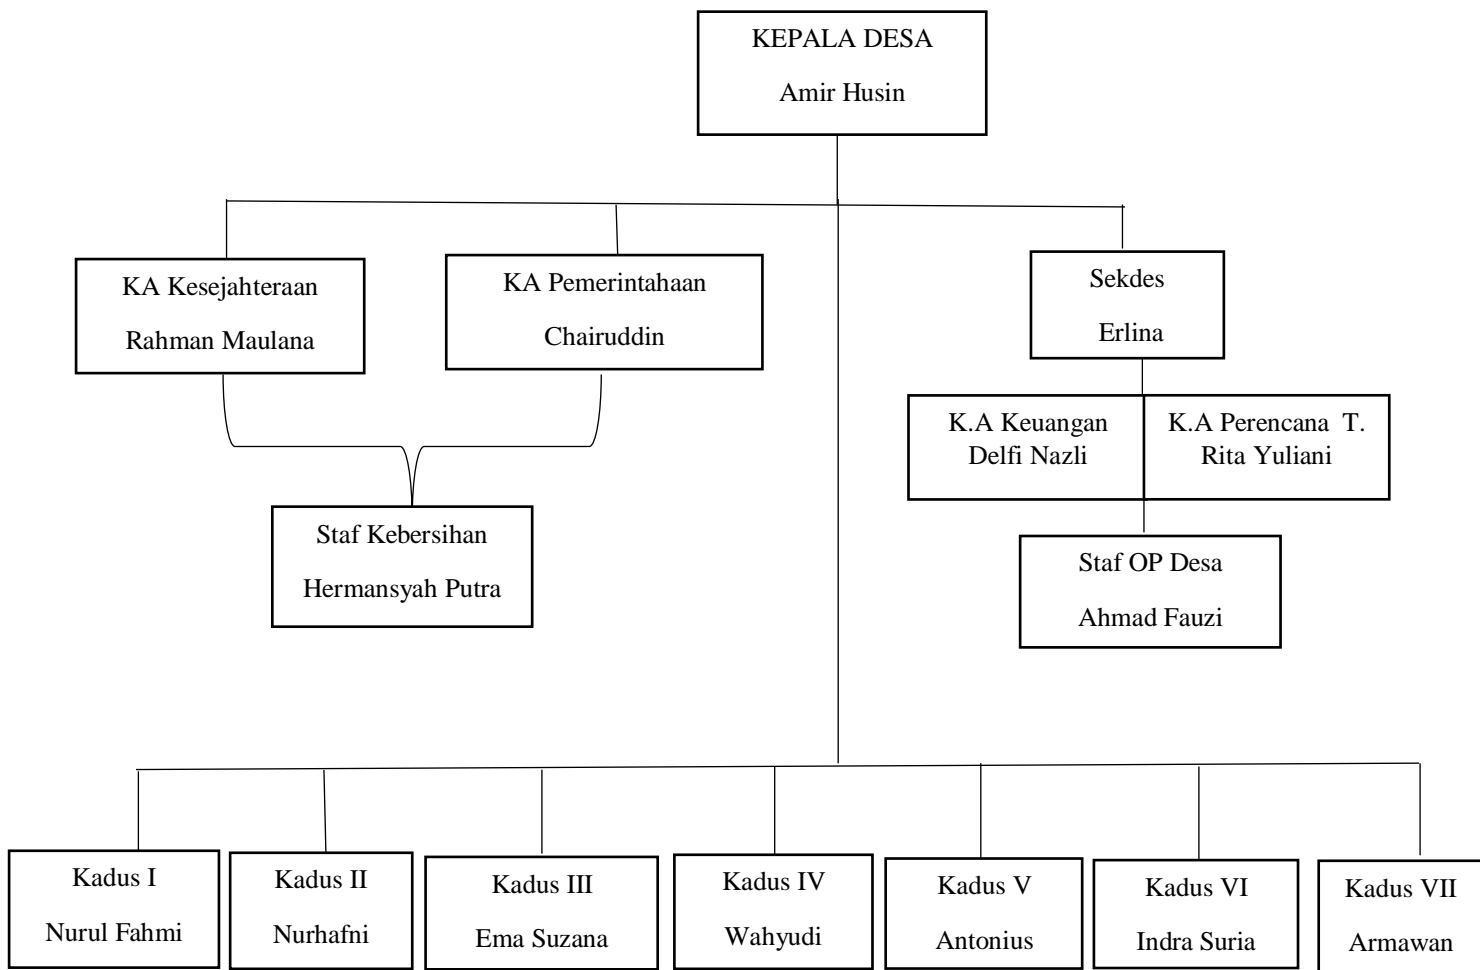 KEPALA DESA
Amir Husin
KA Kesejahteraan
Rahman Maulana
KA Pemerintahaan
Chairuddin
Sekdes
Erlina
K.A Keuangan
Delfi Nazli
K.A Perencana T.
Rita Yuliani
Staf Kebersihan
Hermansyah Putra
Staf OP Desa
Ahmad Fauzi
Kadus I
Nurul Fahmi
Kadus II
Nurhafni
Kadus III
Ema Suzana
Kadus IV
Wahyudi
Kadus V
Antonius
Kadus VI
Indra Suria
Kadus VII
Armawan